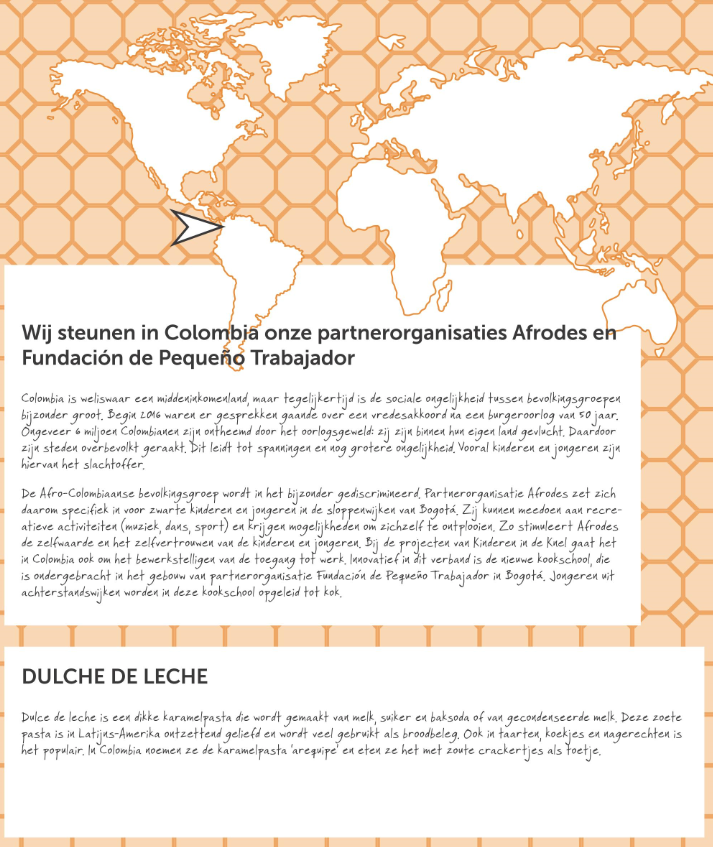 Wij steunen in Colombia onze partnerorganisaties Afrodes en
Fundación de Pequeño Trabajador
Colombia is weliswaar een middeninkomenland, maar tegelijkertijd is de sociale ongelijkheid tussen bevolkingsgroepen
bijzonder groot. Begin 2016 waren er gesprekken gaande over een vredesakkoord na een burgeroorlog van 50 jaar.
Ongeveer 6 miljoen Colombianen zijn ontheemd door het oorlogsgeweld: zij zijn binnen hun eigen land gevlucht. Daardoor
zijn steden overbevolkt geraakt. Dit leidt tot spanningen en nog grotere ongelijkheid. Vooral kinderen en jongeren zijn
hiervan het slachtoffer.
De Afro-Colombiaanse bevolkingsgroep wordt in het bijzonder gediscrimineerd. Partnerorganisatie Afrodes zet zich
daarom specifiek in voor zwarte kinderen en jongeren in de sloppenwijken van Bogotá. Zij kunnen meedoen aan recre-
atieve activiteiten (muziek, dans, sport) en krijgen mogelijkheden om zichzelf te ontplooien. Zo stimuleert Afrodes
de zelfwaarde en het zelfvertrouwen van de kinderen en jongeren. Bij de projecten van Kinderen in de Knel gaat het
in Colombia ook om het bewerkstelligen van de toegang tot werk. Innovatief in dit verband is de nieuwe kookschool, die
is ondergebracht in het gebouw van partnerorganisatie Fundación de Pequeño Trabajador in Bogotá. Jongeren uit
achterstandswijken worden in deze kookschool opgeleid tot kok.
DULCHE DE LECHE
Dulce de leche is een dikke karamelpasta die wordt gemaakt van melk, suiker en baksoda of van gecondenseerde melk. Deze zoete
pasta is in Latijns-Amerika ontzettend geliefd en wordt veel gebruikt als broodbeleg. Ook in taarten, koekjes en nagerechten is
het populair. In Colombia noemen ze de karamelpasta 'arequipe' en eten ze het met zoute crackertjes als toetje.